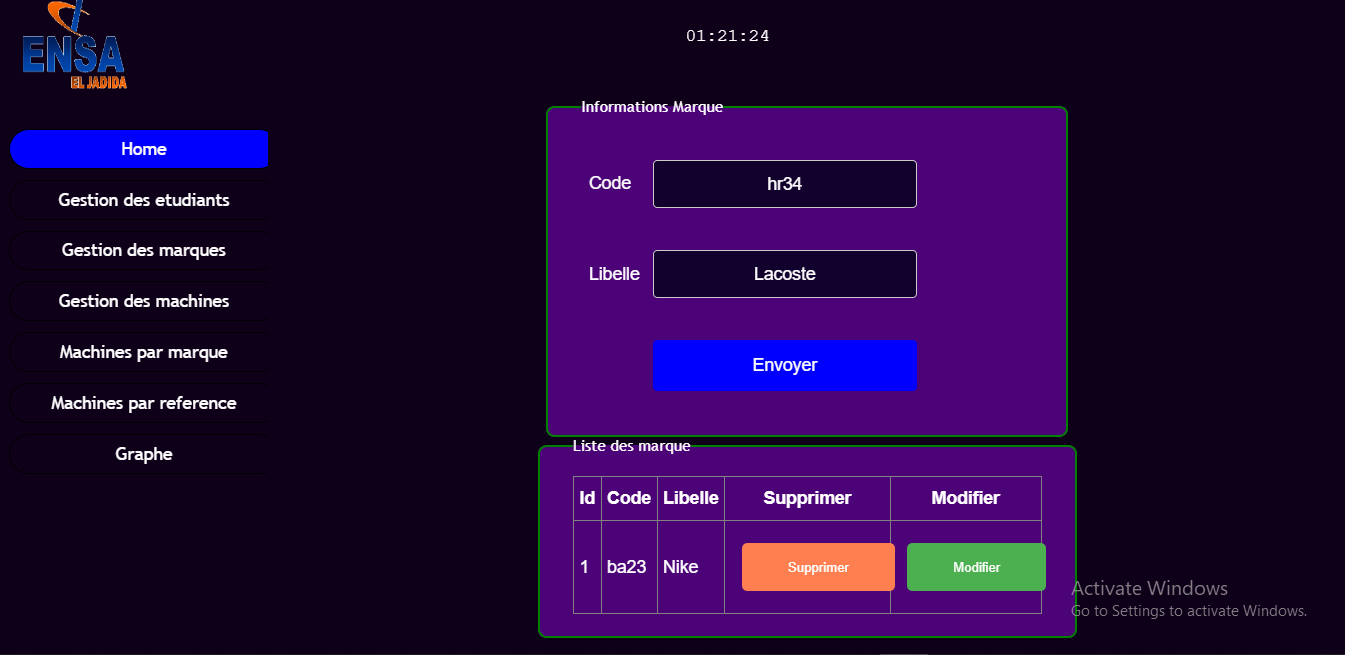 ENSA
EL JADIDA
01:21:24
Home
Gestion des etudiants
Gestion des marques
Gestion des machines
Machines par marque
Machines par reference
Graphe
Informations Marque
Code hr34
Libelle Lacoste
Envoyer
Liste des marque
Id Code Libelle Supprimer Modifier
1 ba23 Nike Supprimer Modifier
Activate Windows
Go to Settings to activate Windows.